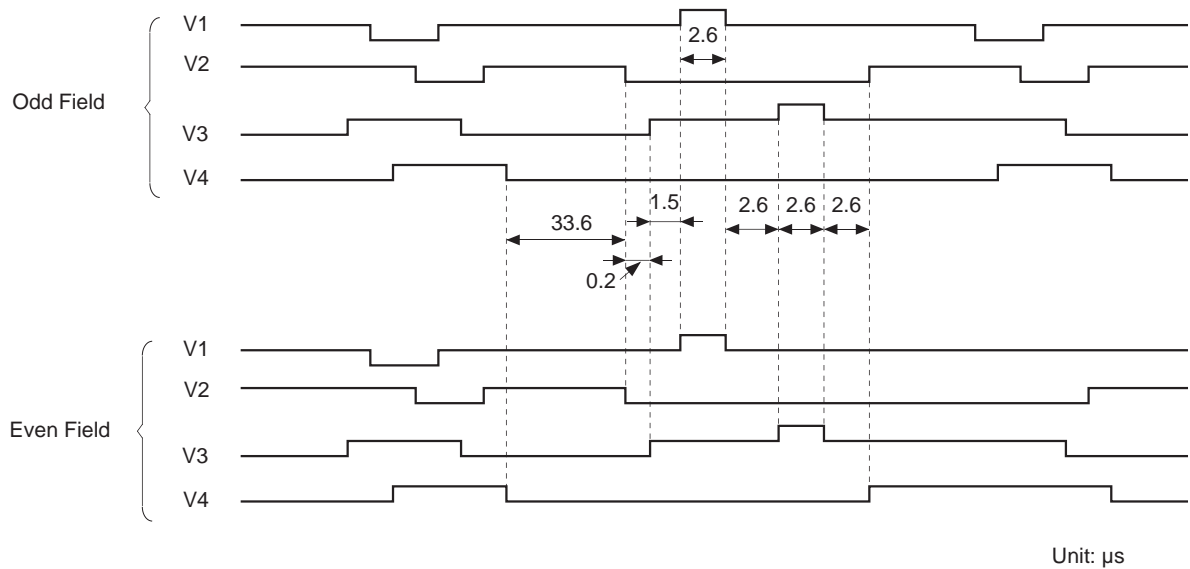 V1
2.6
V2
Odd Field
V3
V4
1.5
2.6 2.6 2.6
33.6
0.2
V1
V2
Even Field
V3
V4
Unit: µs